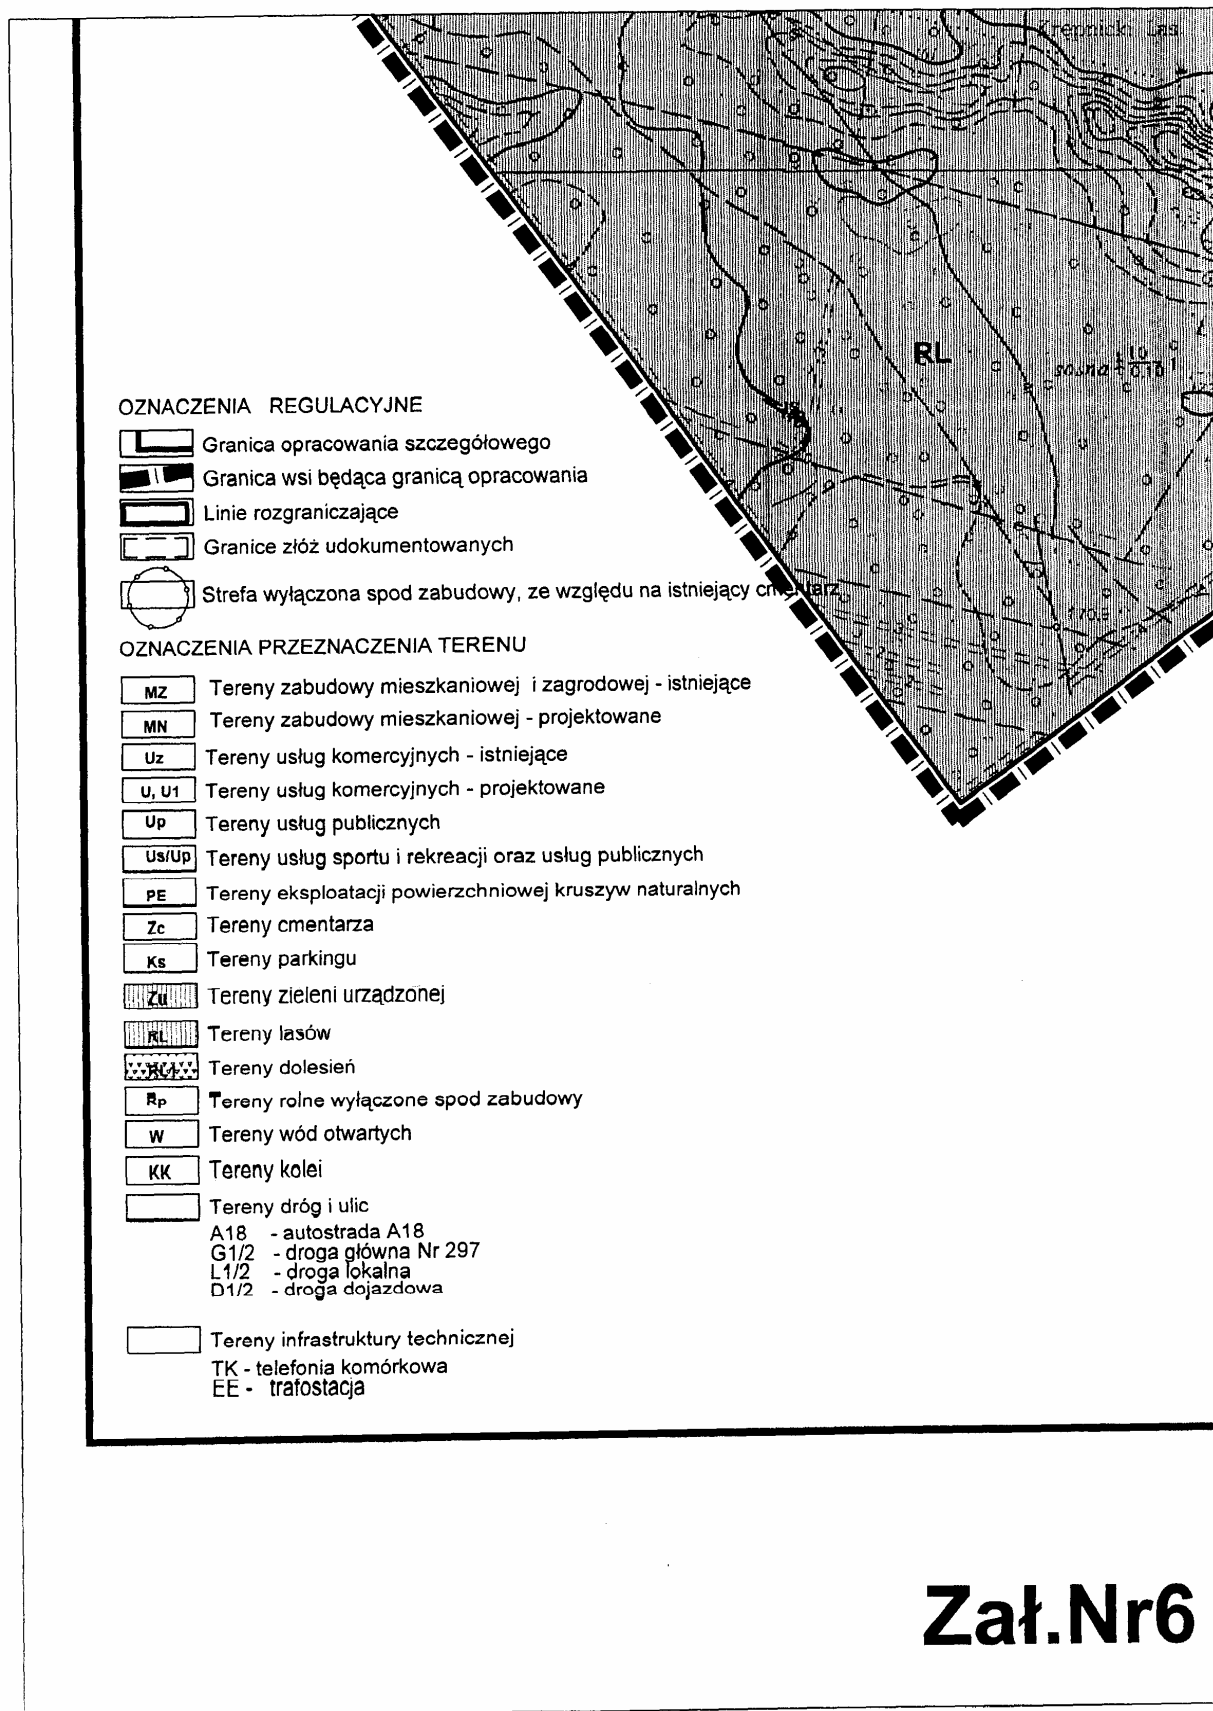 Krępnicki Las
RL
sosna
170,9
OZNACZENIA REGULACYJNE
Granica opracowania szczegółowego
Granica wsi będąca granicą opracowania
Linie rozgraniczające
Granice złóż udokumentowanych
Strefa wyłączona spod zabudowy, ze względu na istniejący cmentarz
OZNACZENIA PRZEZNACZENIA TERENU
MZ Tereny zabudowy mieszkaniowej i zagrodowej - istniejące
MN Tereny zabudowy mieszkaniowej - projektowane
Uz Tereny usług komercyjnych - istniejące
U, U1 Tereny usług komercyjnych - projektowane
Up Tereny usług publicznych
Us/Up Tereny usług sportu i rekreacji oraz usług publicznych
PE Tereny eksploatacji powierzchniowej kruszyw naturalnych
Zc Tereny cmentarza
Ks Tereny parkingu
Zu Tereny zieleni urządzonej
RL Tereny lasów
RL1 Tereny dolesień
Rp Tereny rolne wyłączone spod zabudowy
W Tereny wód otwartych
KK Tereny kolei
Tereny dróg i ulic
A18 - autostrada A18
G1/2 - droga główna Nr 297
L1/2 - droga lokalna
D1/2 - droga dojazdowa
Tereny infrastruktury technicznej
TK - telefonia komórkowa
EE - trafostacja
Zał.Nr6